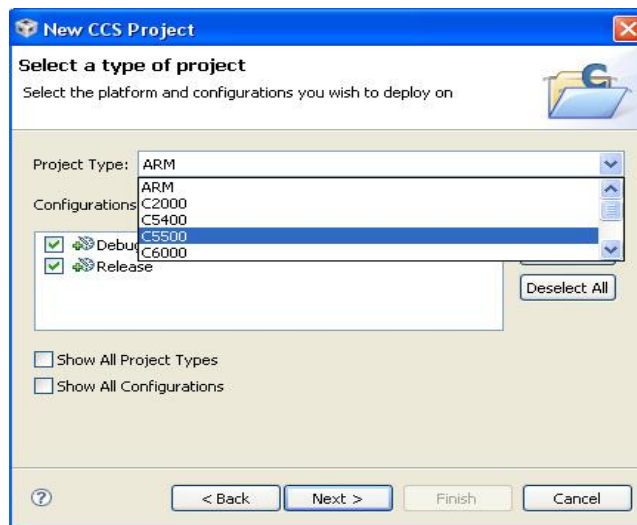 New CCS Project
Select a type of project
Select the platform and configurations you wish to deploy on
Project Type: ARM
ARM
C2000
Configurations
C5400
C5500
Debug
C6000
Release
Deselect All
Show All Project Types
Show All Configurations
< Back
Next >
Finish
Cancel